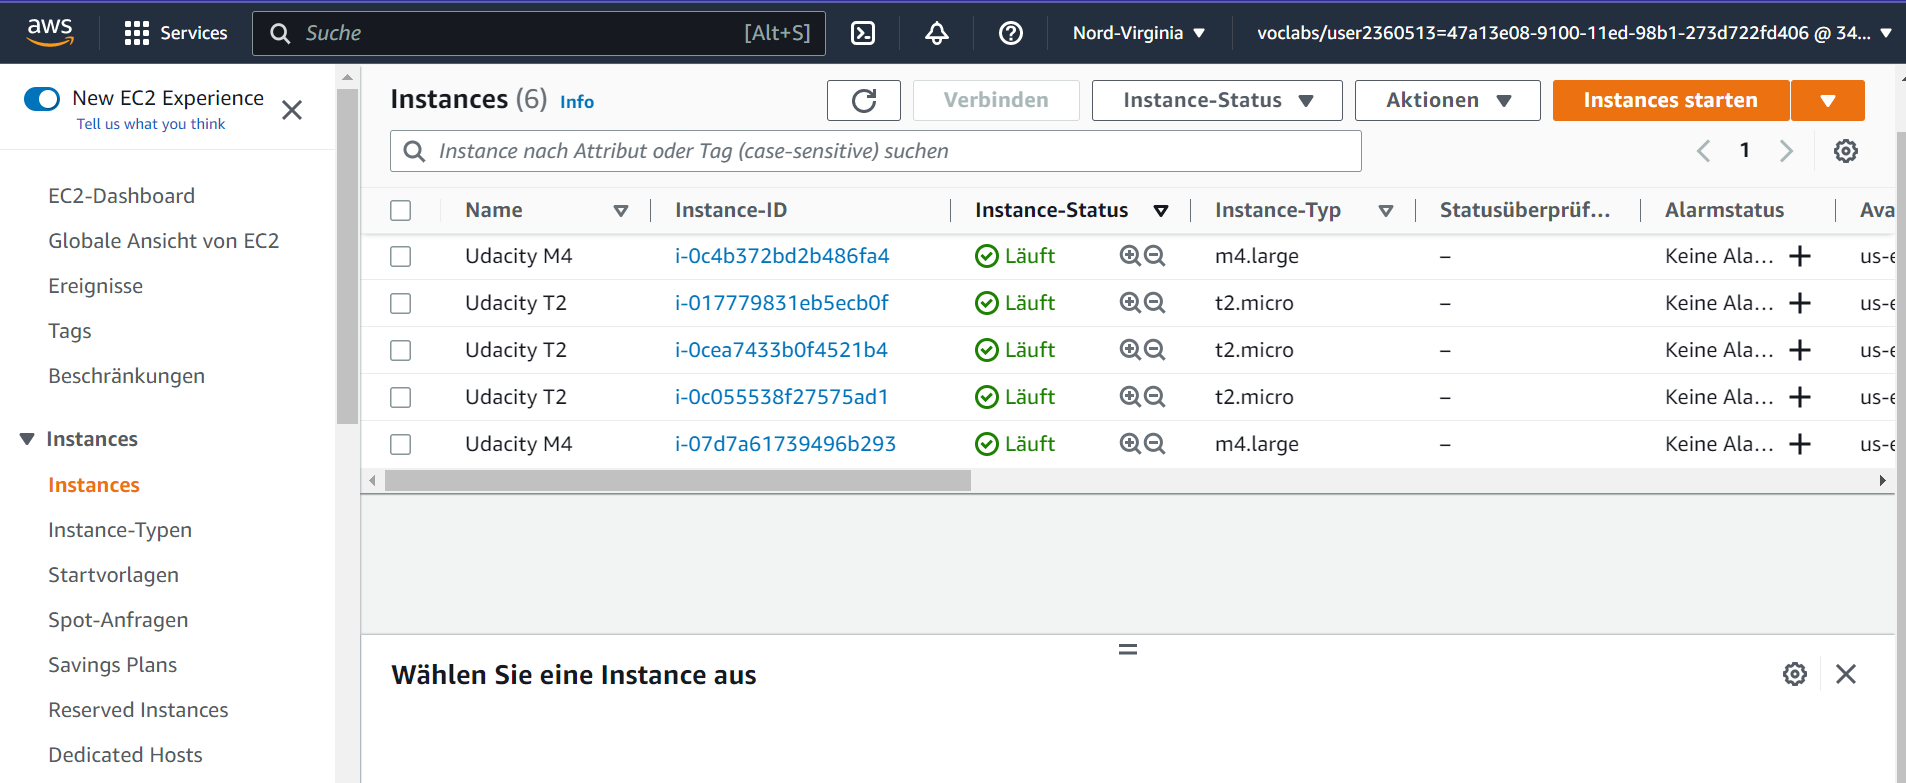 aws Services Suche [Alt+S] Nord-Virginia voclabs/user2360513=47a13e08-9100-11ed-98b1-273d722fd406 @ 34...
New EC2 Experience
Tell us what you think
EC2-Dashboard
Globale Ansicht von EC2
Ereignisse
Tags
Beschränkungen
Instances
Instances
Instance-Typen
Startvorlagen
Spot-Anfragen
Savings Plans
Reserved Instances
Dedicated Hosts
Instances (6) Info Verbinden Instance-Status Aktionen Instances starten
Instance nach Attribut oder Tag (case-sensitive) suchen 1
Name Instance-ID Instance-Status Instance-Typ Statusüberprüf... Alarmstatus Ava
Udacity M4 i-0c4b372bd2b486fa4 Läuft m4.large – Keine Ala... us-e
Udacity T2 i-017779831eb5ecb0f Läuft t2.micro – Keine Ala... us-e
Udacity T2 i-0cea7433b0f4521b4 Läuft t2.micro – Keine Ala... us-e
Udacity T2 i-0c055538f27575ad1 Läuft t2.micro – Keine Ala... us-e
Udacity M4 i-07d7a61739496b293 Läuft m4.large – Keine Ala... us-e
Wählen Sie eine Instance aus